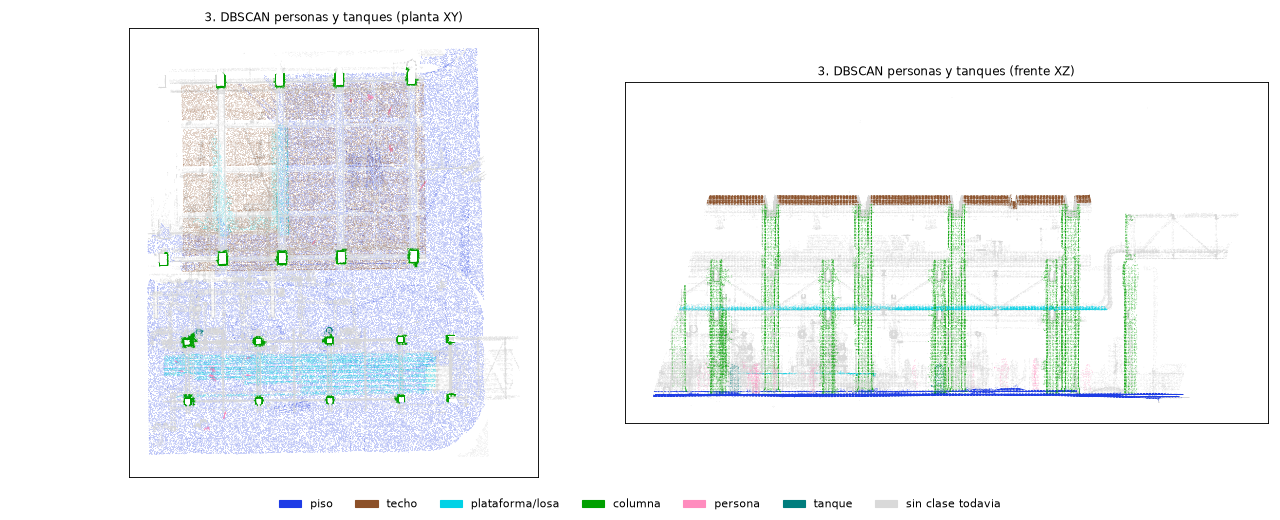 3. DBSCAN personas y tanques (planta XY)
3. DBSCAN personas y tanques (frente XZ)
piso techo plataforma/losa columna persona tanque sin clase todavia